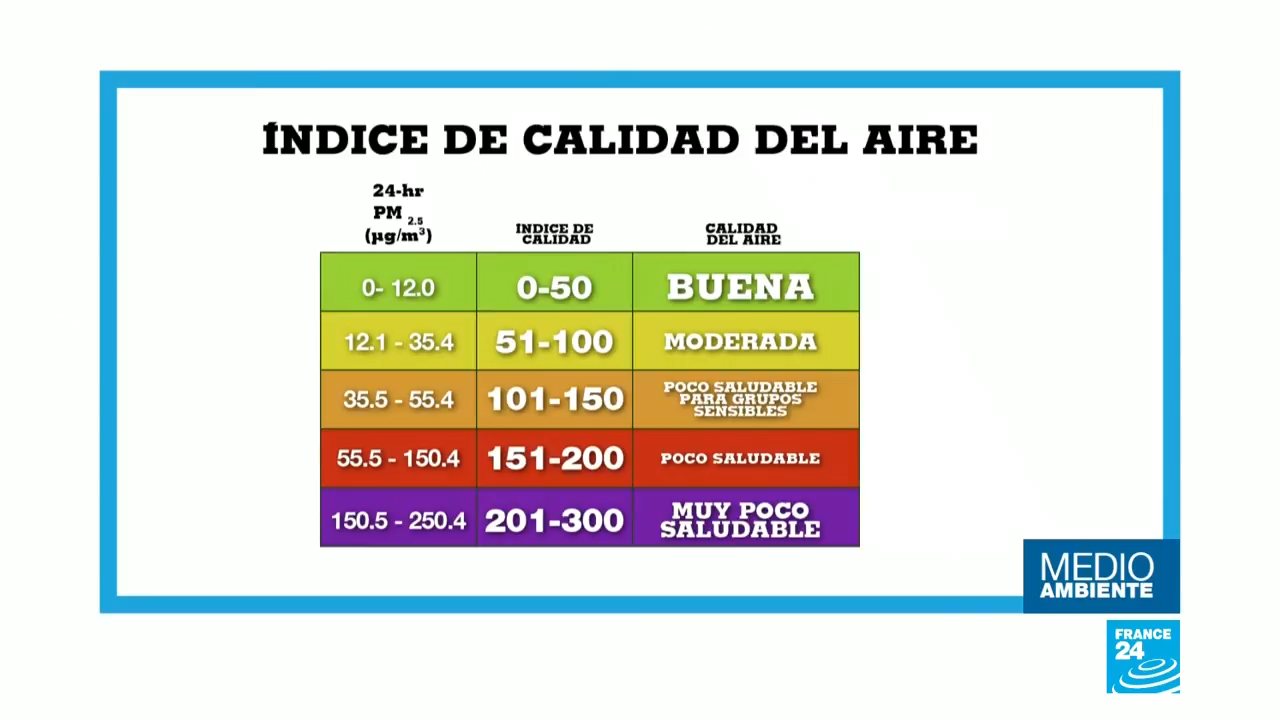 ÍNDICE DE CALIDAD DEL AIRE
24-hr
PM 2.5
(µg/m³)
INDICE DE
CALIDAD
CALIDAD
DEL AIRE
0- 12.0
0-50
BUENA
12.1 - 35.4
51-100
MODERADA
35.5 - 55.4
101-150
POCO SALUDABLE
PARA GRUPOS
SENSIBLES
55.5 - 150.4
151-200
POCO SALUDABLE
150.5 - 250.4
201-300
MUY POCO
SALUDABLE
MEDIO
AMBIENTE
FRANCE
24